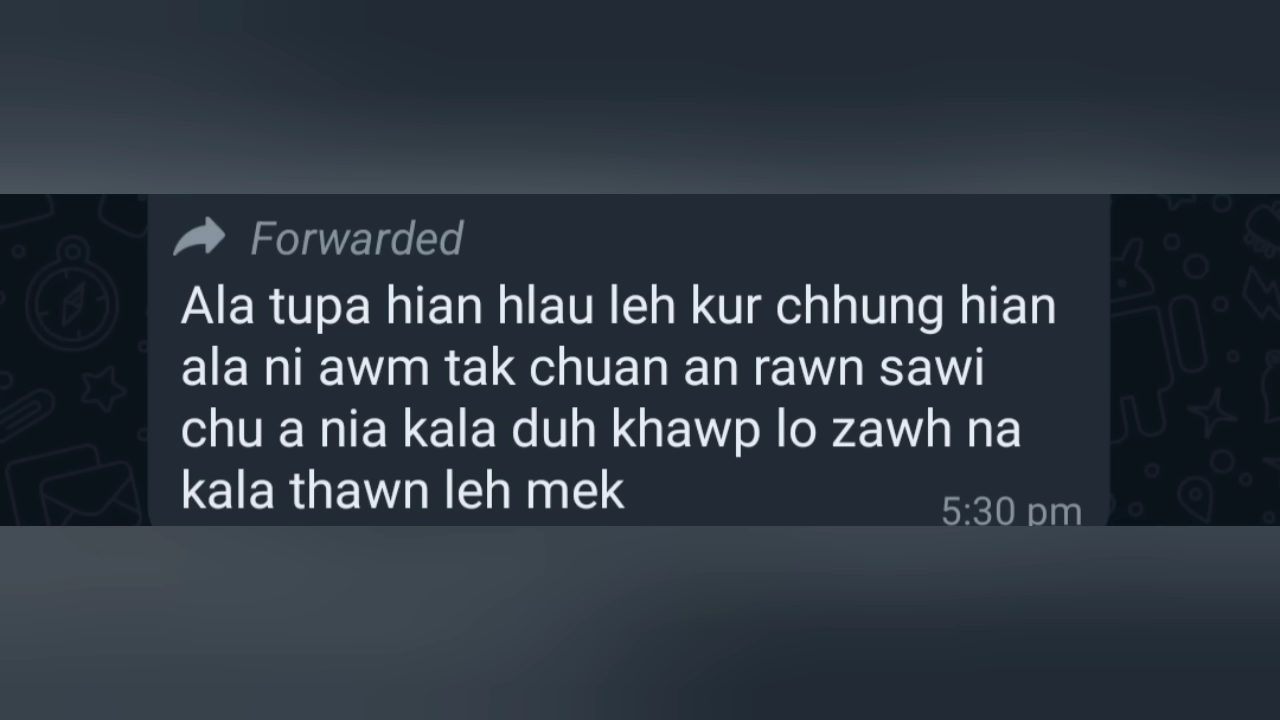 Forwarded
Ala tupa hian hlau leh kur chhung hian
ala ni awm tak chuan an rawn sawi
chu a nia kala duh khawp lo zawh na
kala thawn leh mek
5:30 pm